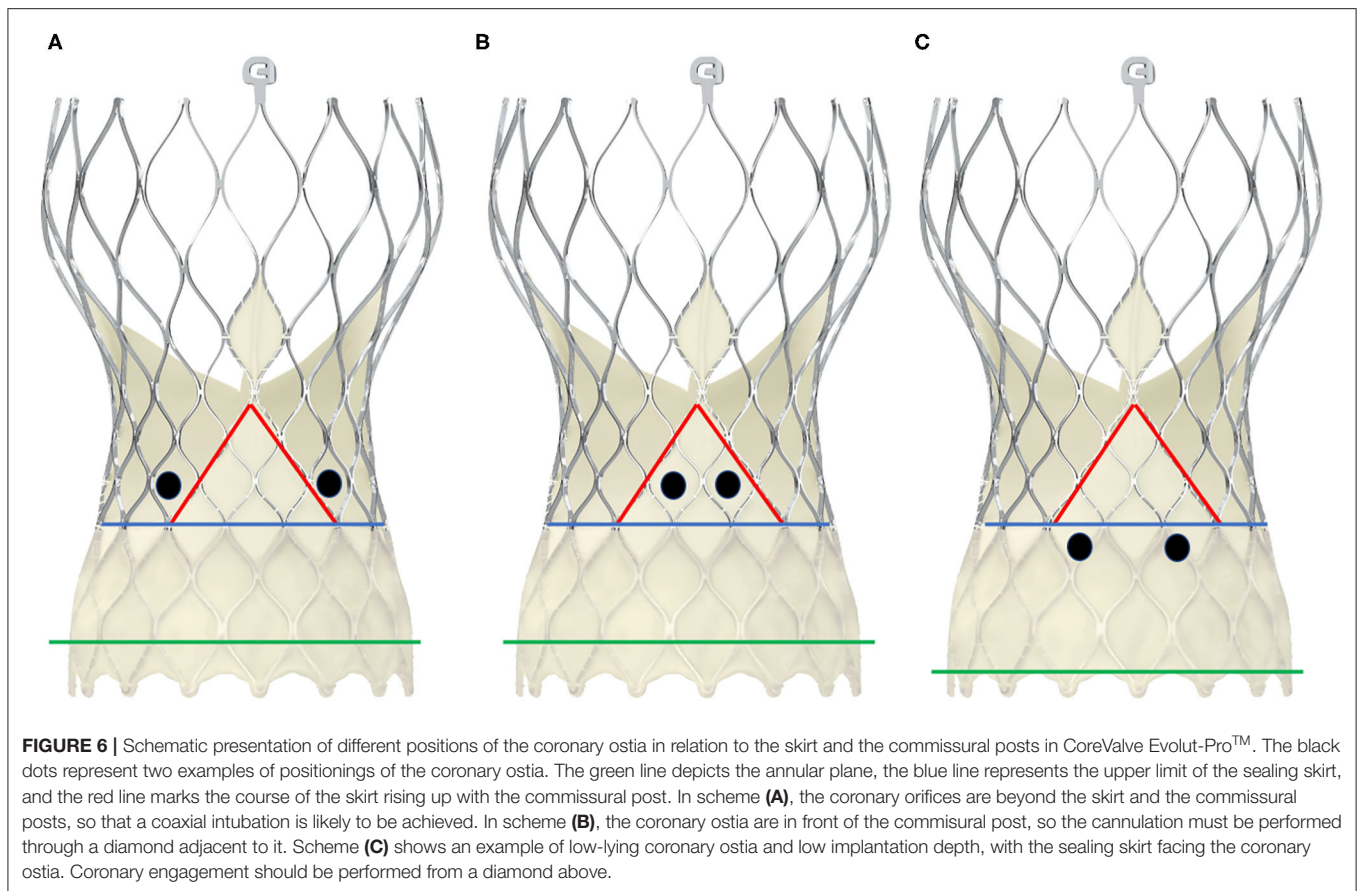 A
B
C
FIGURE 6 | Schematic presentation of different positions of the coronary ostia in relation to the skirt and the commissural posts in CoreValve Evolut-Pro™. The black
dots represent two examples of positionings of the coronary ostia. The green line depicts the annular plane, the blue line represents the upper limit of the sealing skirt,
and the red line marks the course of the skirt rising up with the commissural post. In scheme (A), the coronary orifices are beyond the skirt and the commissural
posts, so that a coaxial intubation is likely to be achieved. In scheme (B), the coronary ostia are in front of the commisural post, so the cannulation must be performed
through a diamond adjacent to it. Scheme (C) shows an example of low-lying coronary ostia and low implantation depth, with the sealing skirt facing the coronary
ostia. Coronary engagement should be performed from a diamond above.